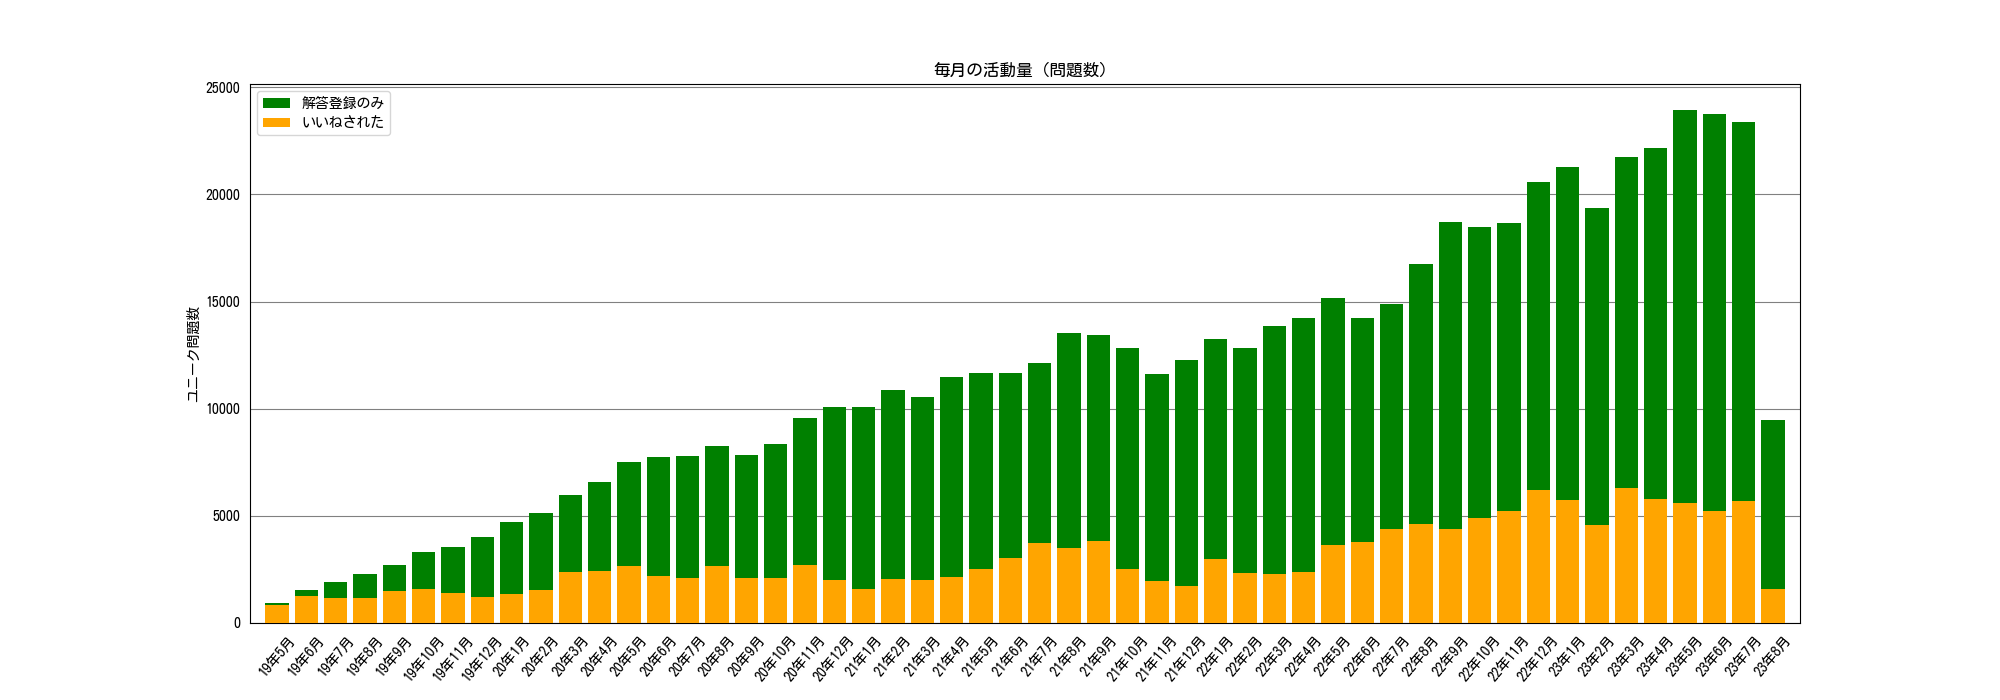 毎月の活動量（問題数）
解答登録のみ
いいねされた
ユニーク問題数
25000
20000
15000
10000
5000
0
19年5月
19年6月
19年7月
19年8月
19年9月
19年10月
19年11月
19年12月
20年1月
20年2月
20年3月
20年4月
20年5月
20年6月
20年7月
20年8月
20年9月
20年10月
20年11月
20年12月
21年1月
21年2月
21年3月
21年4月
21年5月
21年6月
21年7月
21年8月
21年9月
21年10月
21年11月
21年12月
22年1月
22年2月
22年3月
22年4月
22年5月
22年6月
22年7月
22年8月
22年9月
22年10月
22年11月
22年12月
23年1月
23年2月
23年3月
23年4月
23年5月
23年6月
23年7月
23年8月